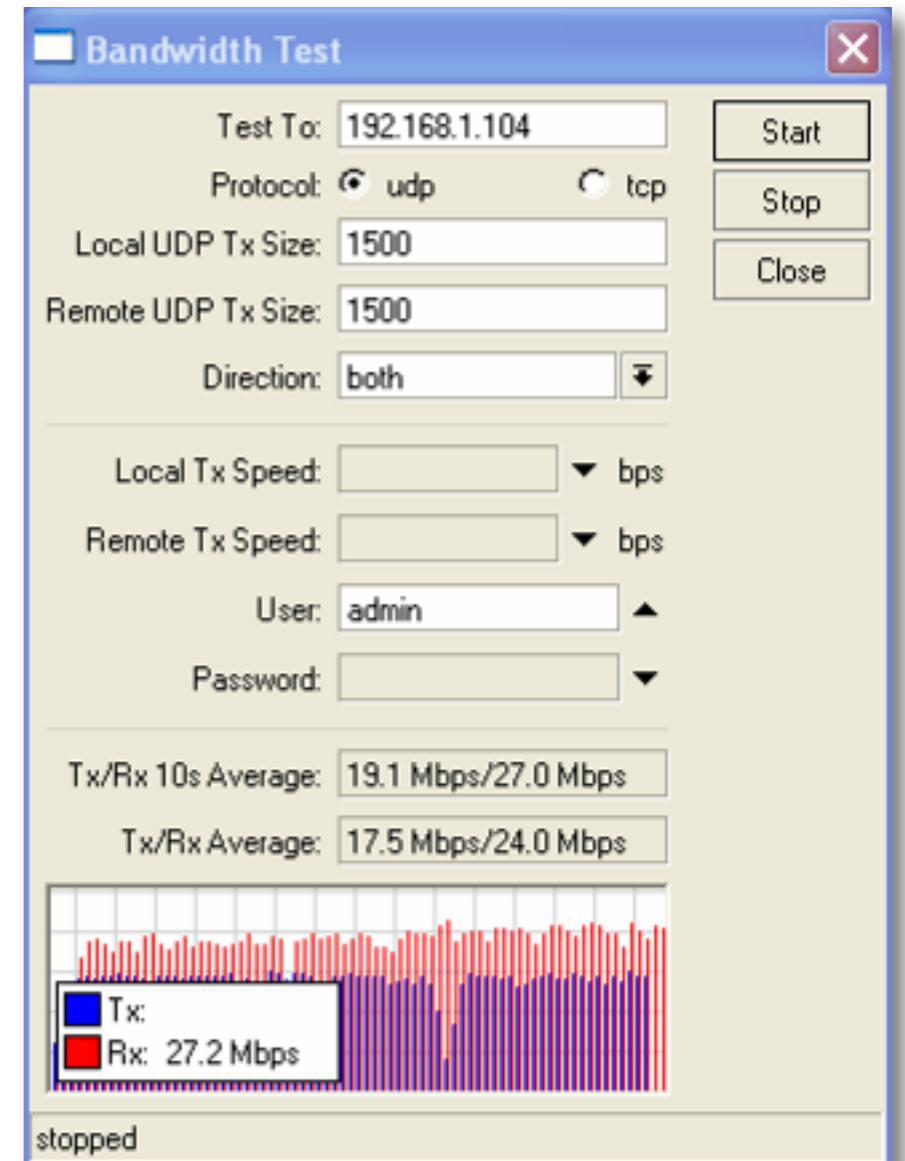 Bandwidth Test
Test To: 192.168.1.104
Start
Protocol: udp tcp
Stop
Local UDP Tx Size: 1500
Close
Remote UDP Tx Size: 1500
Direction: both
Local Tx Speed: bps
Remote Tx Speed: bps
User: admin
Password:
Tx/Rx 10s Average: 19.1 Mbps/27.0 Mbps
Tx/Rx Average: 17.5 Mbps/24.0 Mbps
Tx:
Rx: 27.2 Mbps
stopped